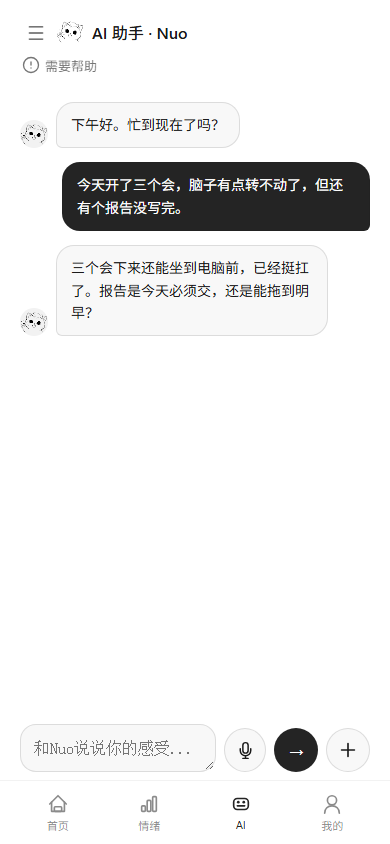 AI 助手 · Nuo
需要帮助
下午好。忙到现在了吗？
今天开了三个会，脑子有点转不动了，但还
有个报告没写完。
三个会下来还能坐到电脑前，已经挺扛
了。报告是今天必须交，还是能拖到明
早？
和Nuo说说你的感受...
首页
情绪
AI
我的